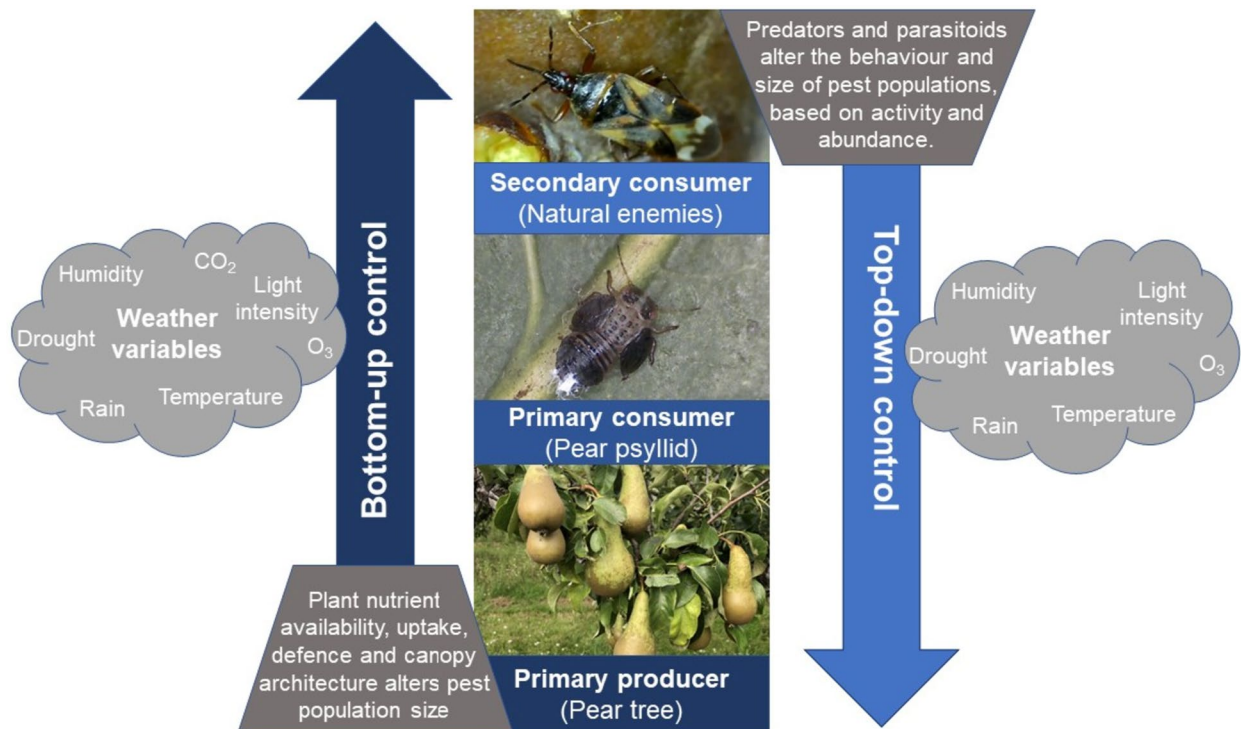 Predators and parasitoids
alter the behaviour and
size of pest populations,
based on activity and
abundance.
Secondary consumer
(Natural enemies)
Bottom-up control
Top-down control
Humidity
CO₂
Light
intensity
Drought
Weather
variables
O₃
Rain
Temperature
Humidity
Light
intensity
Drought
Weather
variables
O₃
Rain
Temperature
Primary consumer
(Pear psyllid)
Plant nutrient
availability, uptake,
defence and canopy
architecture alters pest
population size
Primary producer
(Pear tree)